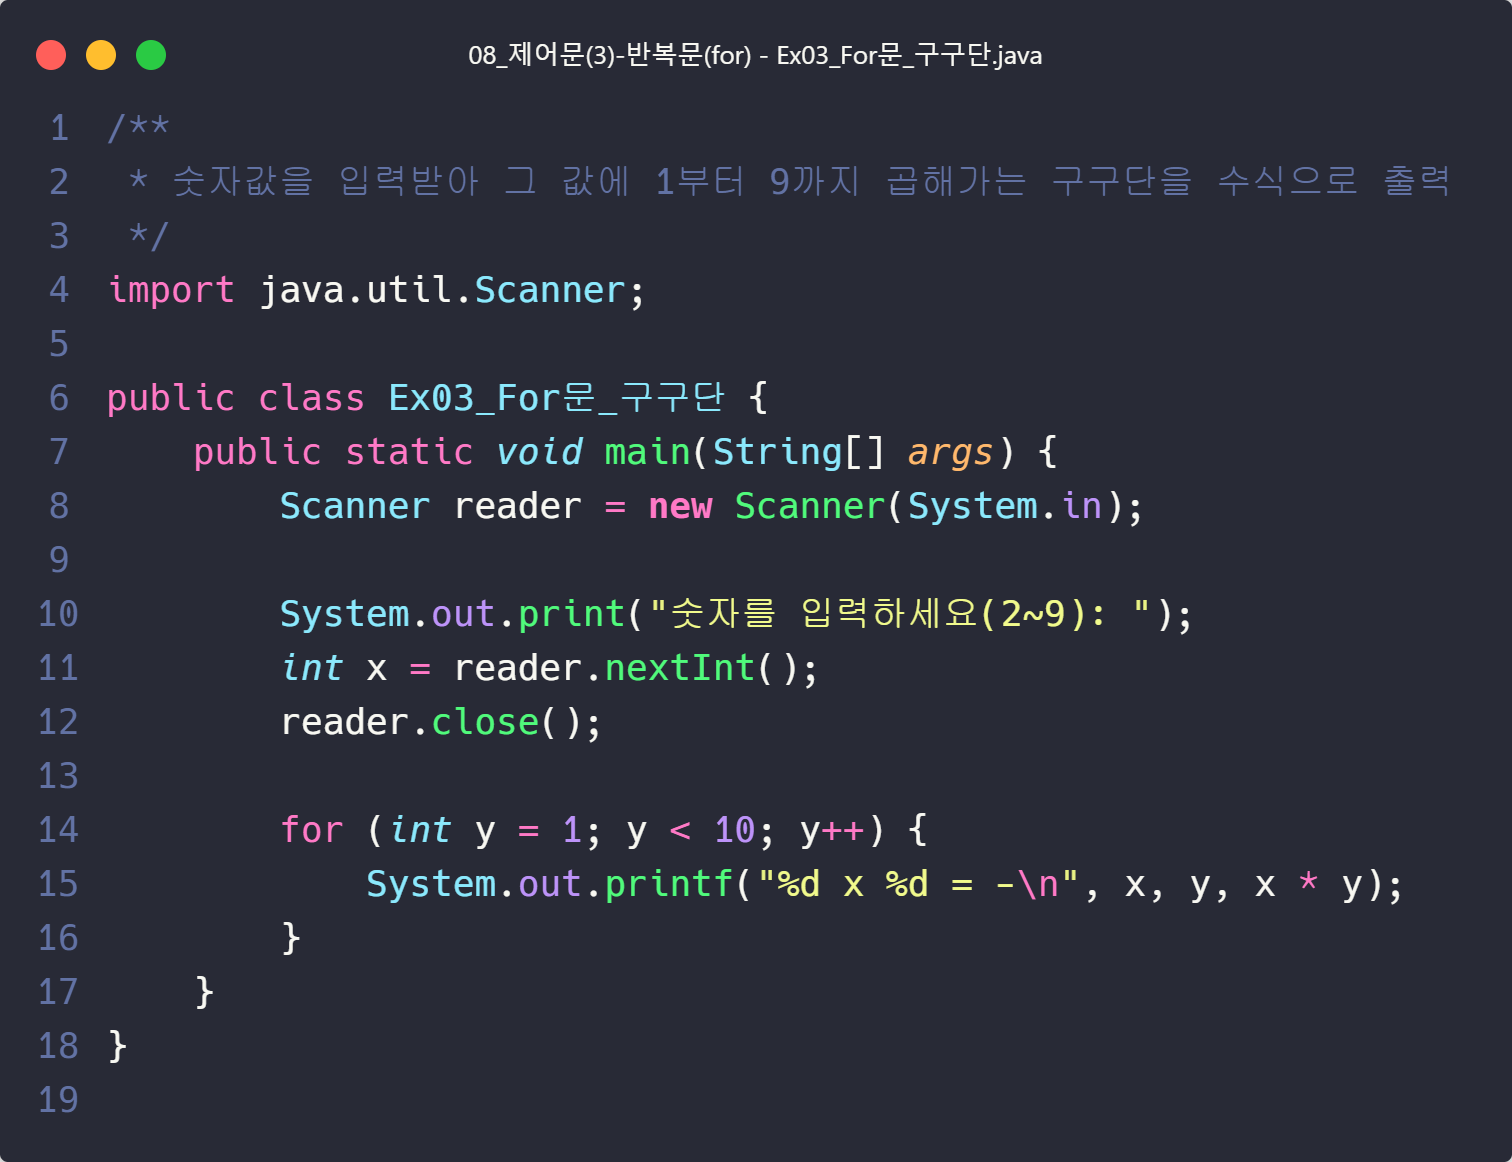 08_제어문(3)-반복문(for) - Ex03_For문_구구단.java
1 /**
2  * 숫자값을 입력받아 그 값에 1부터 9까지 곱해가는 구구단을 수식으로 출력
3  */
4 import java.util.Scanner;
5
6 public class Ex03_For문_구구단 {
7     public static void main(String[] args) {
8         Scanner reader = new Scanner(System.in);
9
10         System.out.print("숫자를 입력하세요(2~9): ");
11         int x = reader.nextInt();
12         reader.close();
13
14         for (int y = 1; y < 10; y++) {
15             System.out.printf("%d x %d = -\n", x, y, x * y);
16         }
17     }
18 }
19